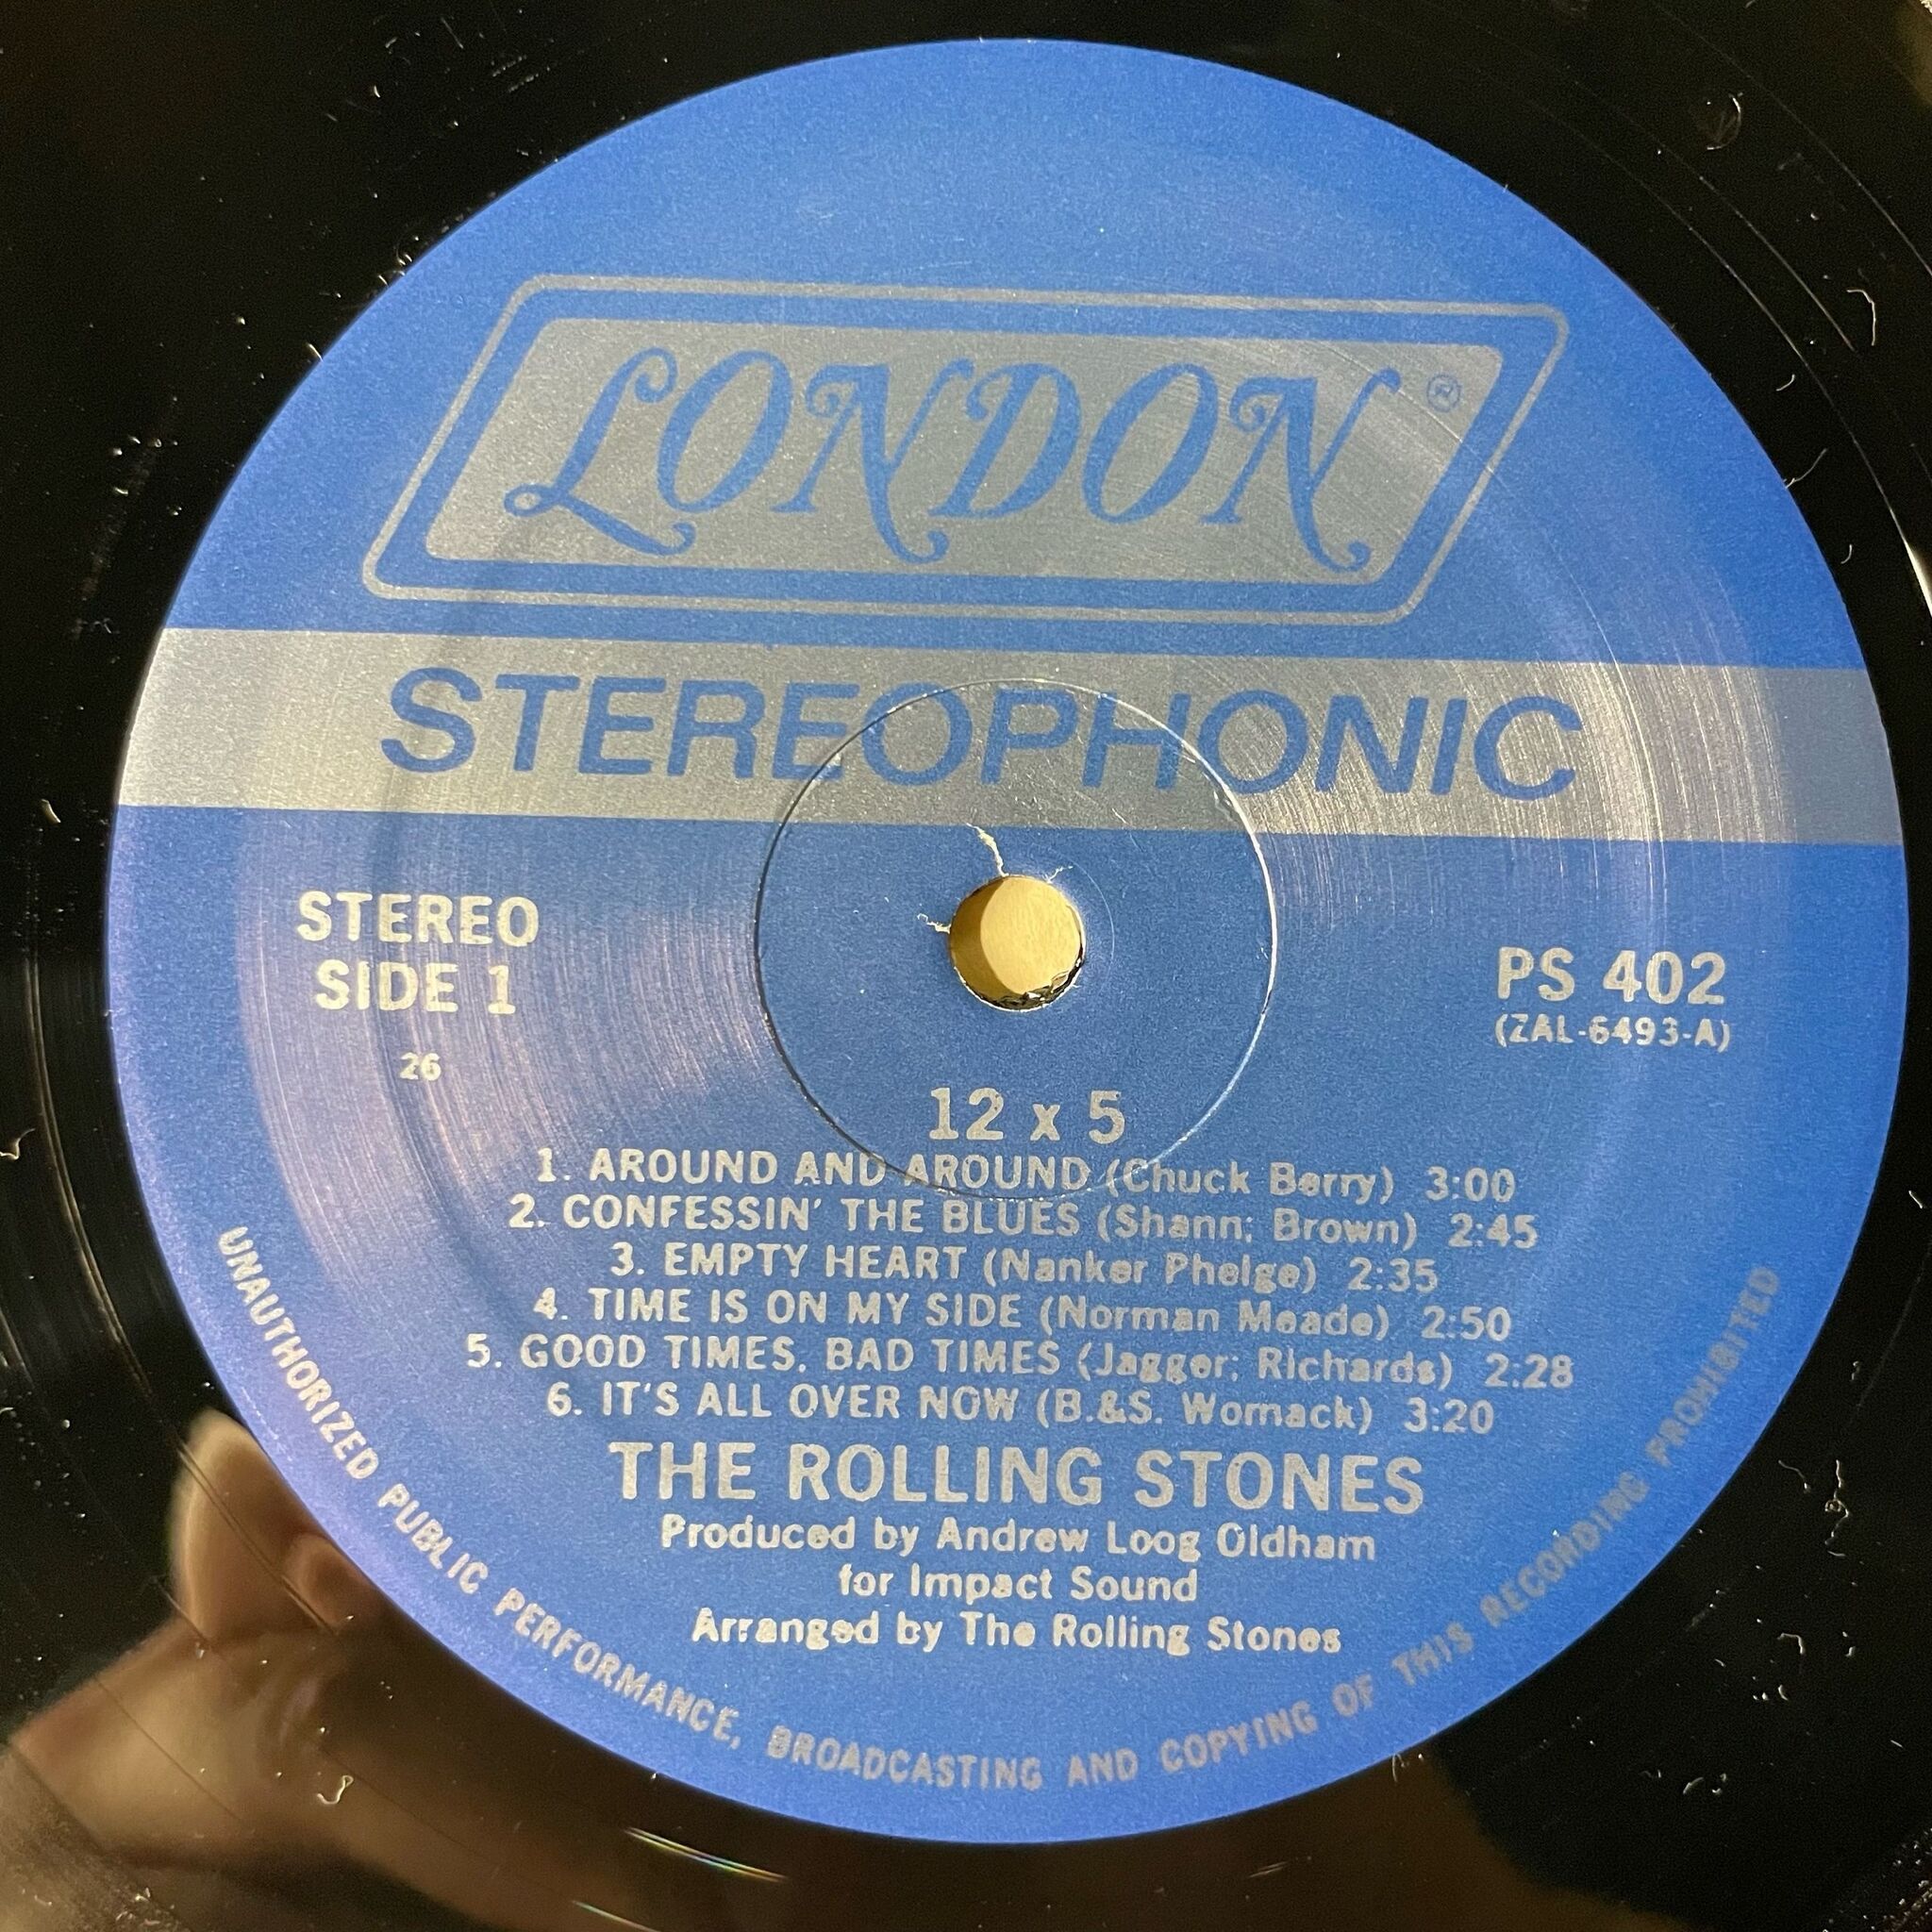 LONDON ®
STEREOPHONIC
STEREO
SIDE 1
26
PS 402
(ZAL-6493-A)
12 x 5
1. AROUND AND AROUND (Chuck Berry) 3:00
2. CONFESSIN' THE BLUES (Shann; Brown) 2:45
3. EMPTY HEART (Nanker Phelge) 2:35
4. TIME IS ON MY SIDE (Norman Meade) 2:50
5. GOOD TIMES, BAD TIMES (Jagger; Richards) 2:28
6. IT'S ALL OVER NOW (B.&S. Womack) 3:20
THE ROLLING STONES
Produced by Andrew Loog Oldham
for Impact Sound
Arranged by The Rolling Stones
UNAUTHORIZED PUBLIC PERFORMANCE, BROADCASTING AND COPYING OF THIS RECORDING PROHIBITED